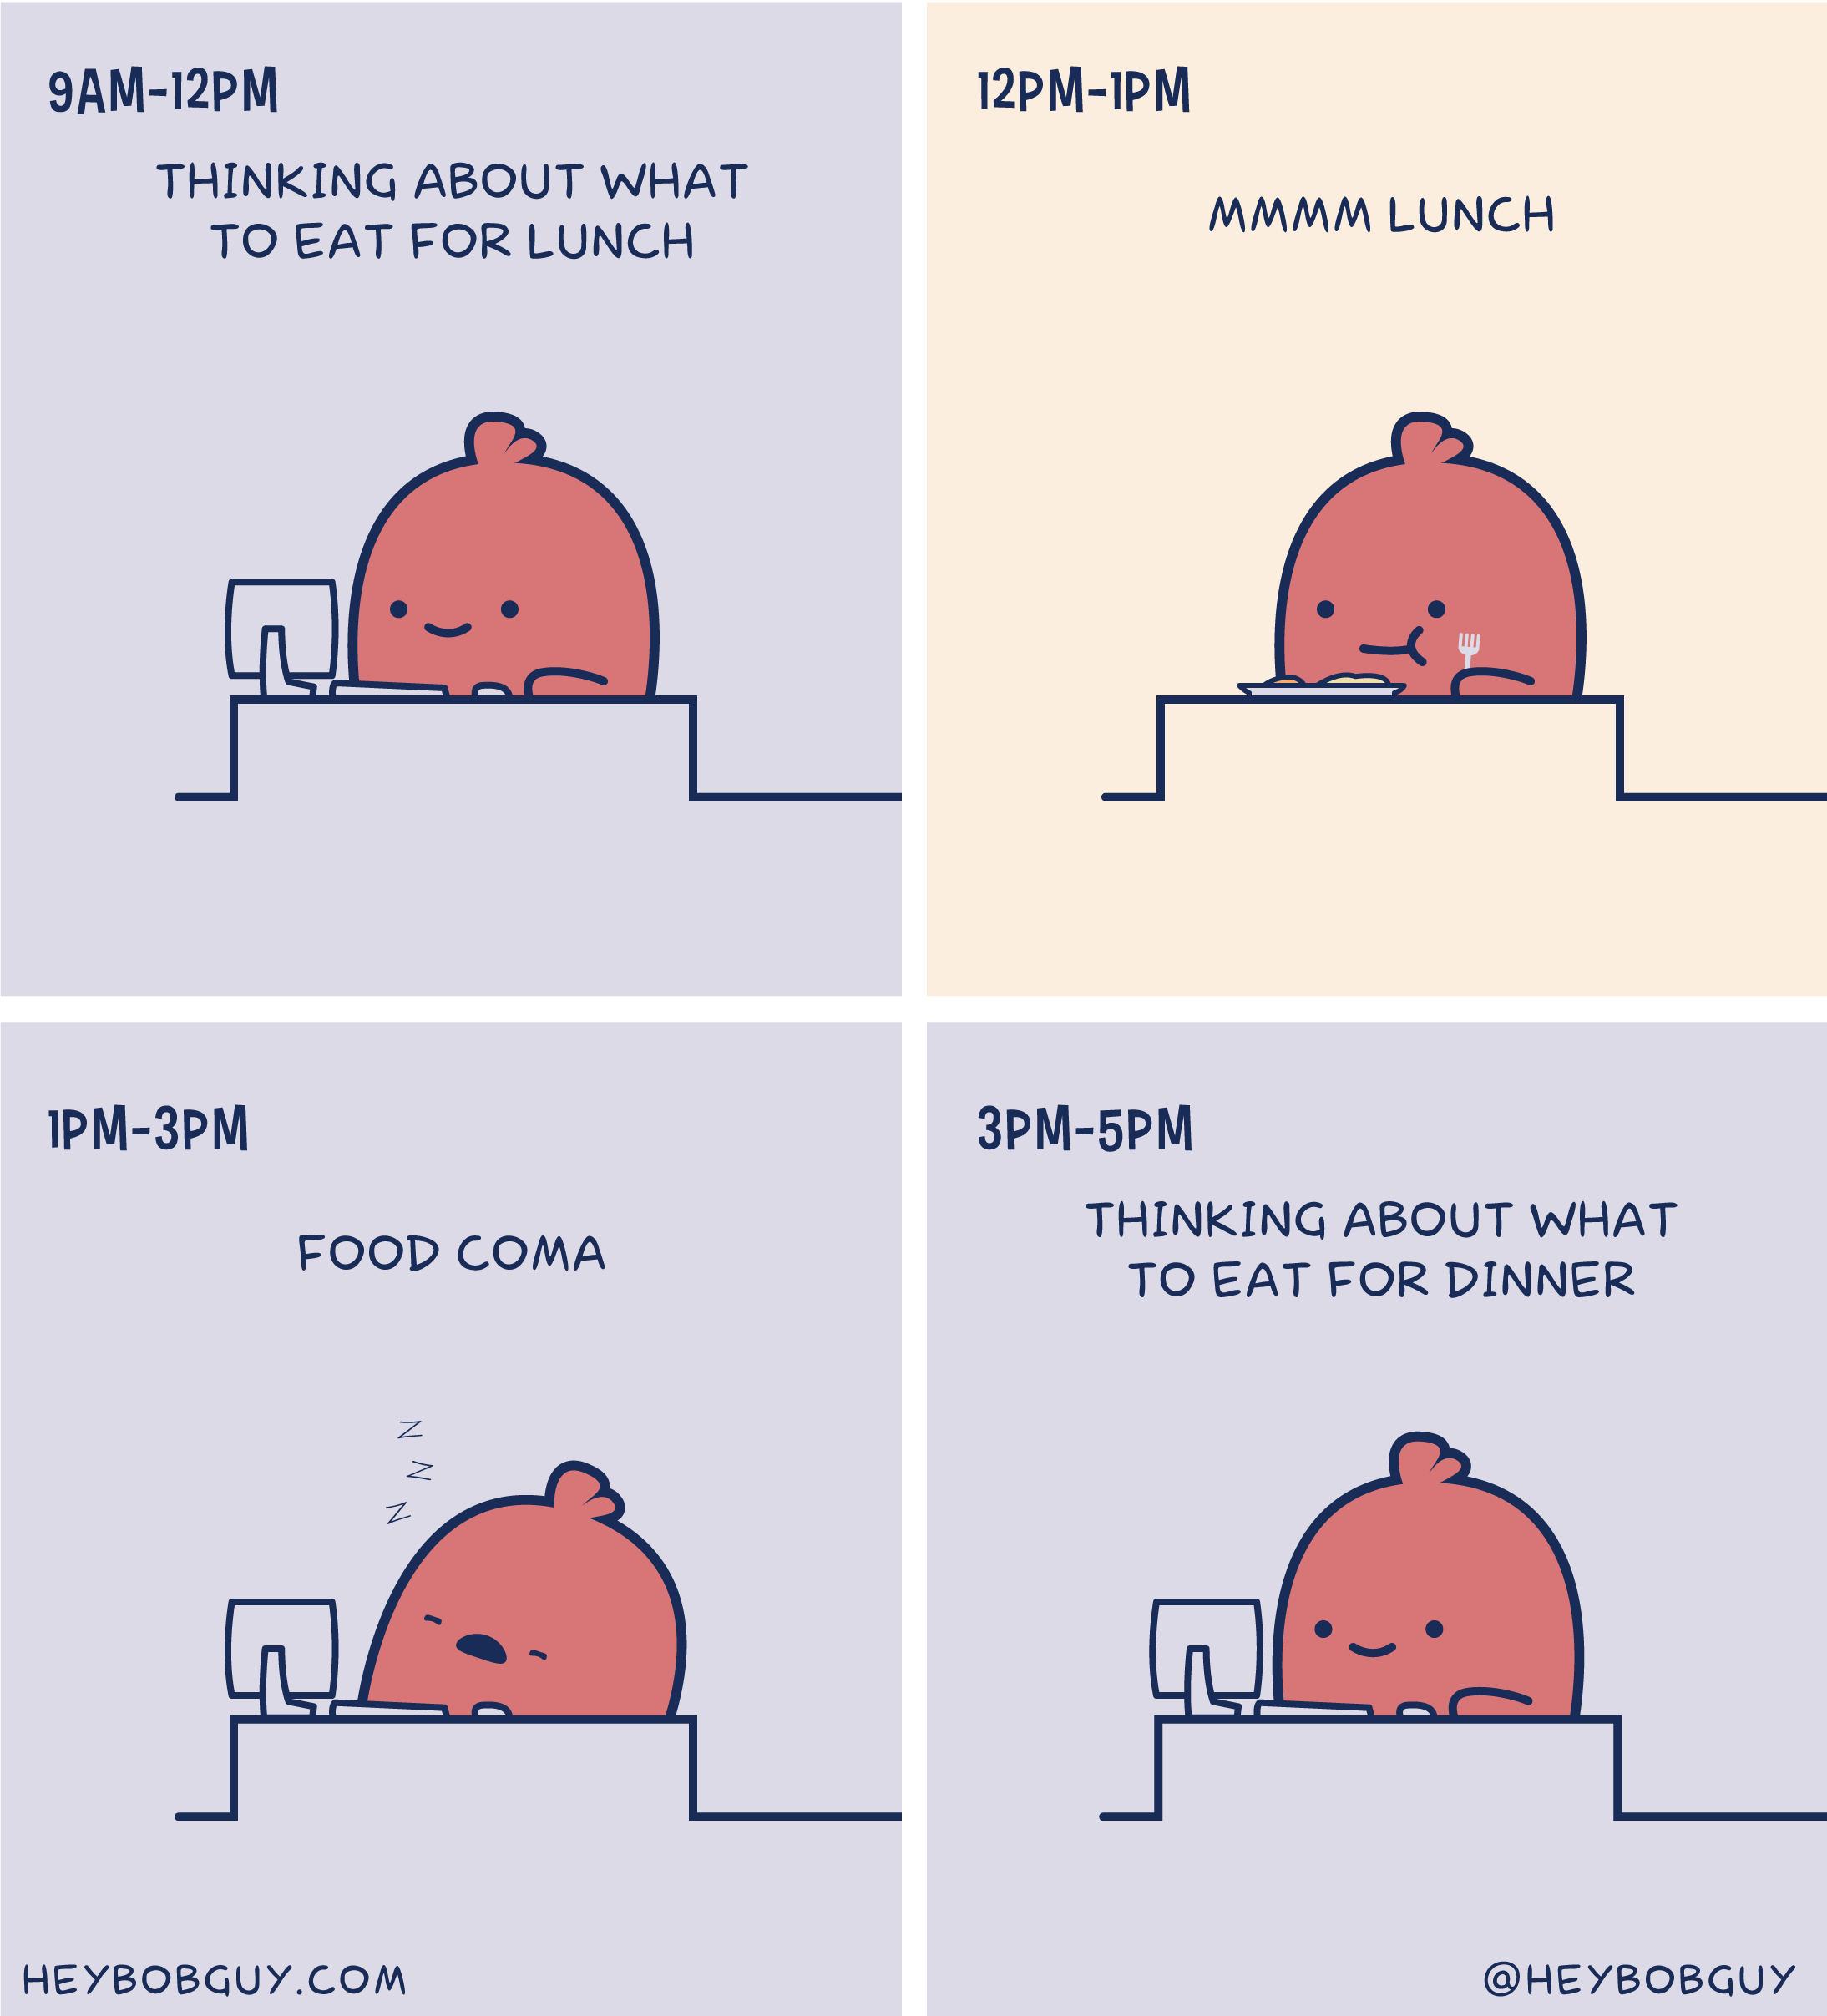 9AM-12PM
THINKING ABOUT WHAT
TO EAT FOR LUNCH
12PM-1PM
MMMM LUNCH
1PM-3PM
FOOD COMA
Z
Z
Z
3PM-5PM
THINKING ABOUT WHAT
TO EAT FOR DINNER
HEYBOBGUY.COM
@HEYBOBGUY